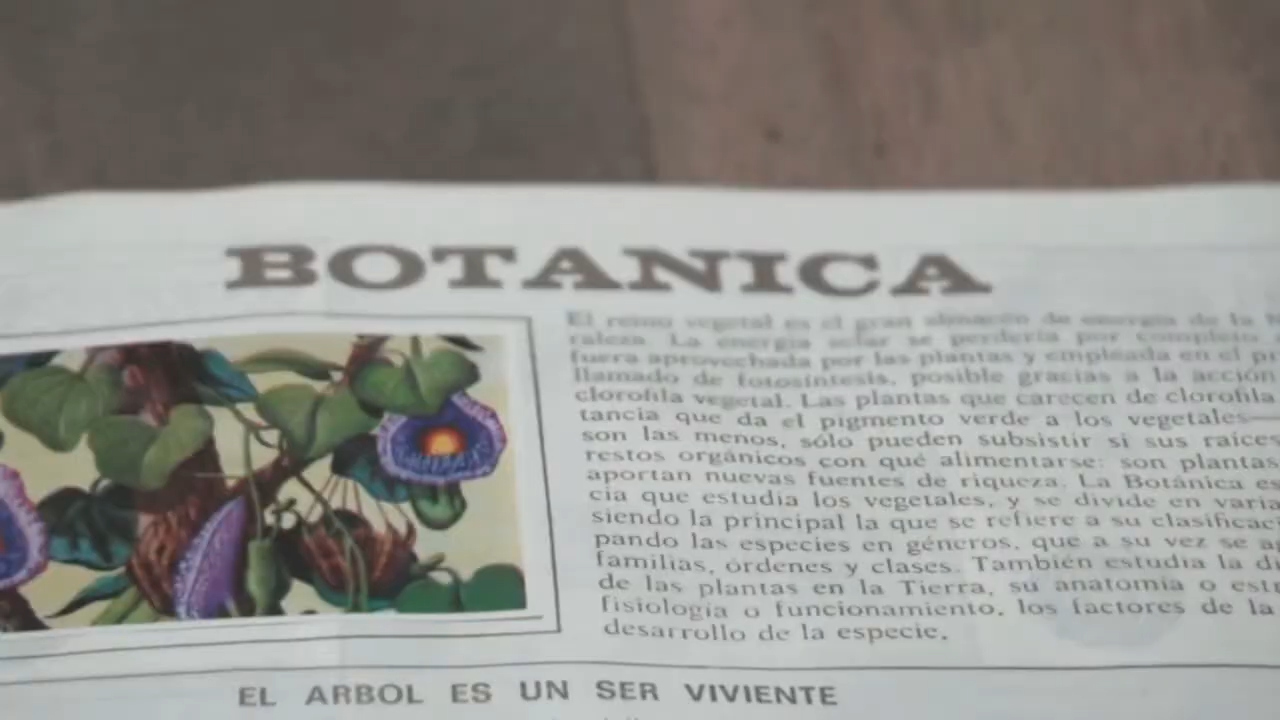 BOTANICA
El reino vegetal es el gran almacén de energía de la
raleza. La energía solar se perdería por completo
fuera aprovechada por las plantas y empleada en el
llamado de fotosíntesis, posible gracias a la acción
clorofila vegetal. Las plantas que carecen de clorofila
tancia que da el pigmento verde a los vegetales—
son las menos, sólo pueden subsistir si sus raíces
restos orgánicos con qué alimentarse: son plantas
aportan nuevas fuentes de riqueza. La Botánica es
cia que estudia los vegetales, y se divide en varia
siendo la principal la que se refiere a su clasificac
pando las especies en géneros, que a su vez se a
familias, órdenes y clases. También estudia la di
de las plantas en la Tierra, su anatomía o est
fisiología o funcionamiento, los factores de la
desarrollo de la especie.
EL ARBOL ES UN SER VIVIENTE